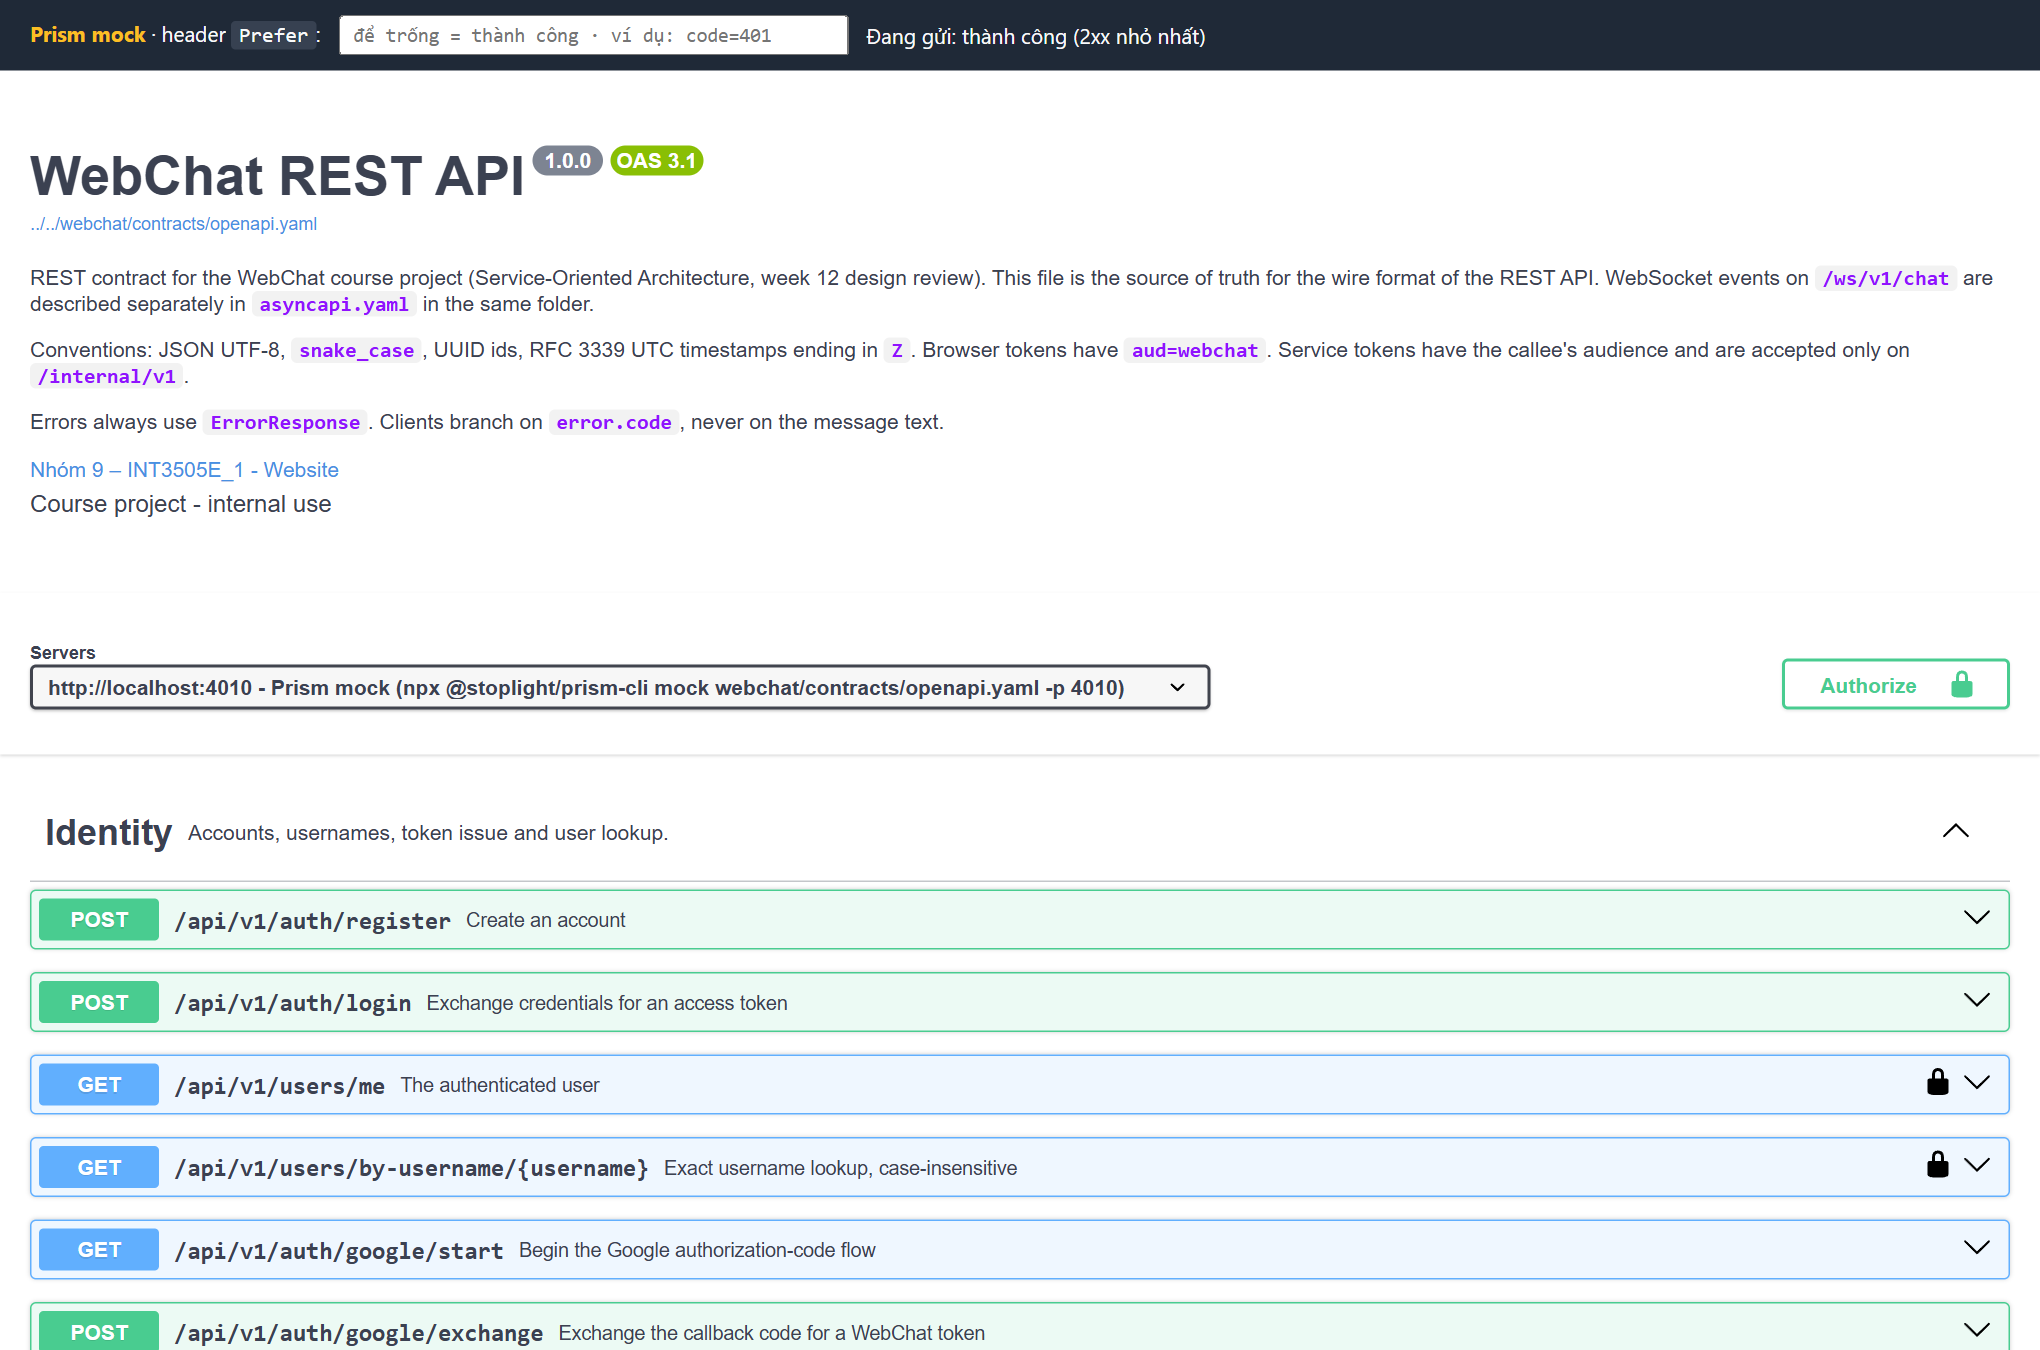 Prism mock · header Prefer: để trống = thành công · ví dụ: code=401 Đang gửi: thành công (2xx nhỏ nhất)
WebChat REST API 1.0.0 OAS 3.1
../../webchat/contracts/openapi.yaml
REST contract for the WebChat course project (Service-Oriented Architecture, week 12 design review). This file is the source of truth for the wire format of the REST API. WebSocket events on /ws/v1/chat are
described separately in asyncapi.yaml in the same folder.
Conventions: JSON UTF-8, snake_case, UUID ids, RFC 3339 UTC timestamps ending in Z. Browser tokens have aud=webchat. Service tokens have the callee's audience and are accepted only on
/internal/v1.
Errors always use ErrorResponse. Clients branch on error.code, never on the message text.
Nhóm 9 – INT3505E_1 - Website
Course project - internal use
Servers
http://localhost:4010 - Prism mock (npx @stoplight/prism-cli mock webchat/contracts/openapi.yaml -p 4010)
Authorize
Identity Accounts, usernames, token issue and user lookup.
POST /api/v1/auth/register Create an account
POST /api/v1/auth/login Exchange credentials for an access token
GET /api/v1/users/me The authenticated user
GET /api/v1/users/by-username/{username} Exact username lookup, case-insensitive
GET /api/v1/auth/google/start Begin the Google authorization-code flow
POST /api/v1/auth/google/exchange Exchange the callback code for a WebChat token